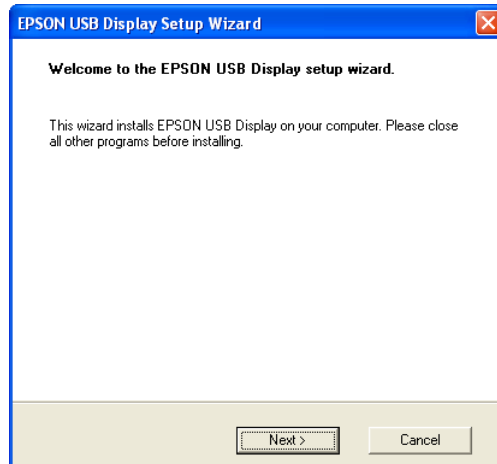 EPSON USB Display Setup Wizard
Welcome to the EPSON USB Display setup wizard.
This wizard installs EPSON USB Display on your computer. Please close
all other programs before installing.
Next >
Cancel